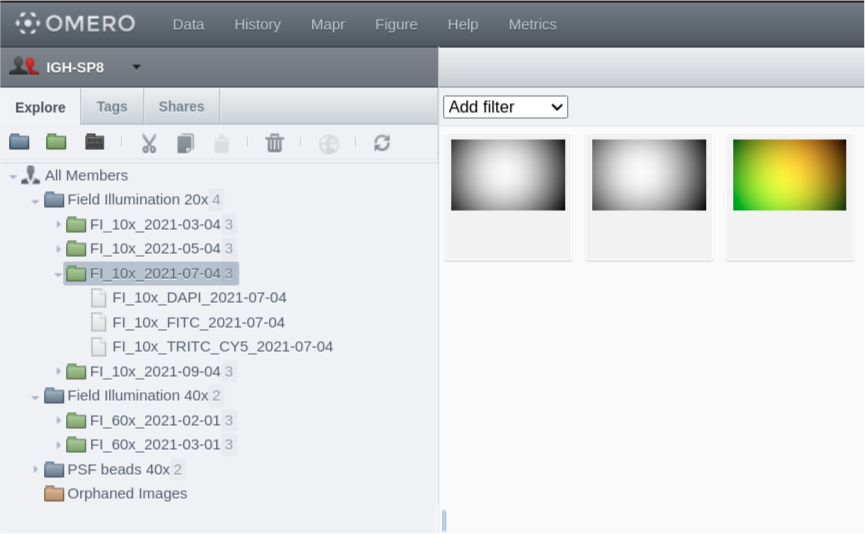 OMERO Data History Mapr Figure Help Metrics
IGH-SP8
Explore Tags Shares
Add filter
All Members
Field Illumination 20x 4
FI_10x_2021-03-04 3
FI_10x_2021-05-04 3
FI_10x_2021-07-04 3
FI_10x_DAPI_2021-07-04
FI_10x_FITC_2021-07-04
FI_10x_TRITC_CY5_2021-07-04
FI_10x_2021-09-04 3
Field Illumination 40x 2
FI_60x_2021-02-01 3
FI_60x_2021-03-01 3
PSF beads 40x 2
Orphaned Images